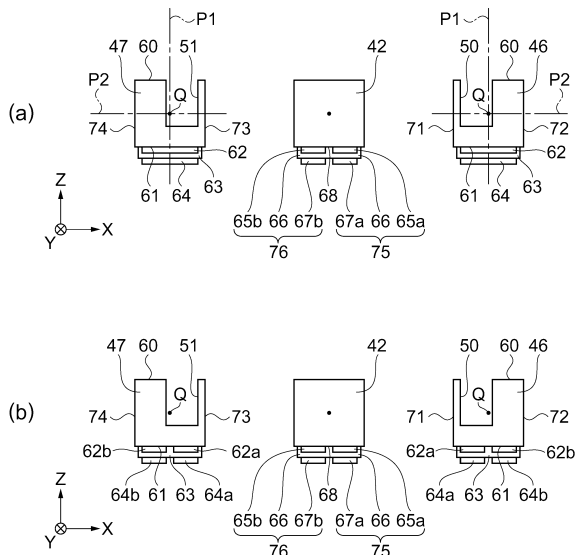 P1 P1
47 60 51 42 50 60 46
P2 Q Q P2
(a)
74 73 71 72
62 62
63 68 63
61 64 61 64
65b 66 67b 67a 66 65a
76 75
Z
Y X
47 60 51 42 50 60 46
Q Q
(b)
74 73 71 72
62b 62a 62a 62b
64b 61 63 64a 68 64a 63 61 64b
65b 66 67b 67a 66 65a
76 75
Z
Y X